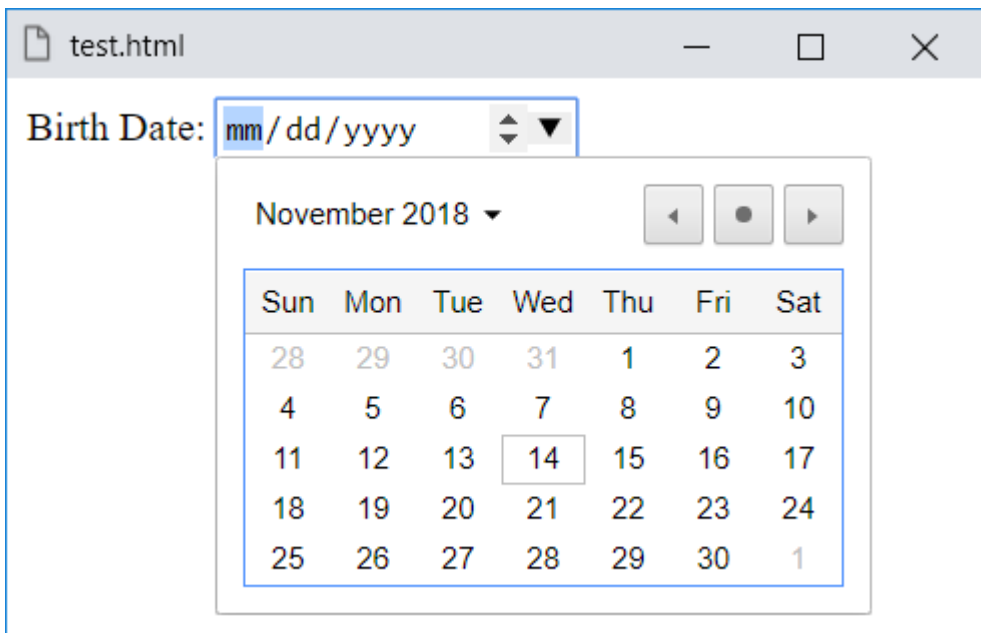 test.html
Birth Date: mm/dd/yyyy
November 2018
Sun Mon Tue Wed Thu Fri Sat
28 29 30 31 1 2 3
4 5 6 7 8 9 10
11 12 13 14 15 16 17
18 19 20 21 22 23 24
25 26 27 28 29 30 1